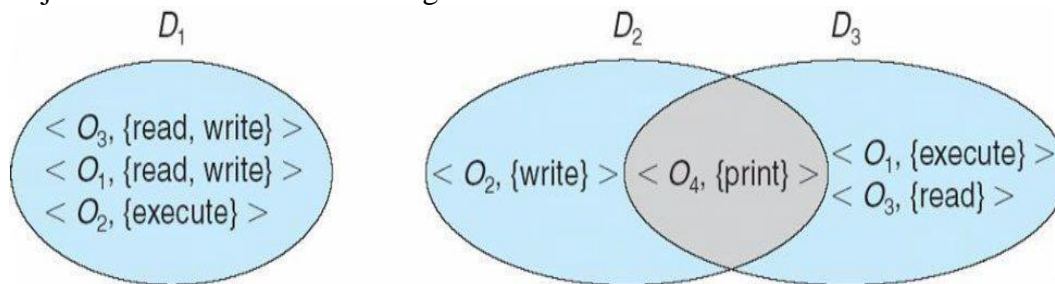 D₁ D₂ D₃
< O₃, {read, write} >
< O₁, {read, write} >
< O₂, {execute} >
< O₂, {write} >
< O₄, {print} >
< O₁, {execute} >
< O₃, {read} >